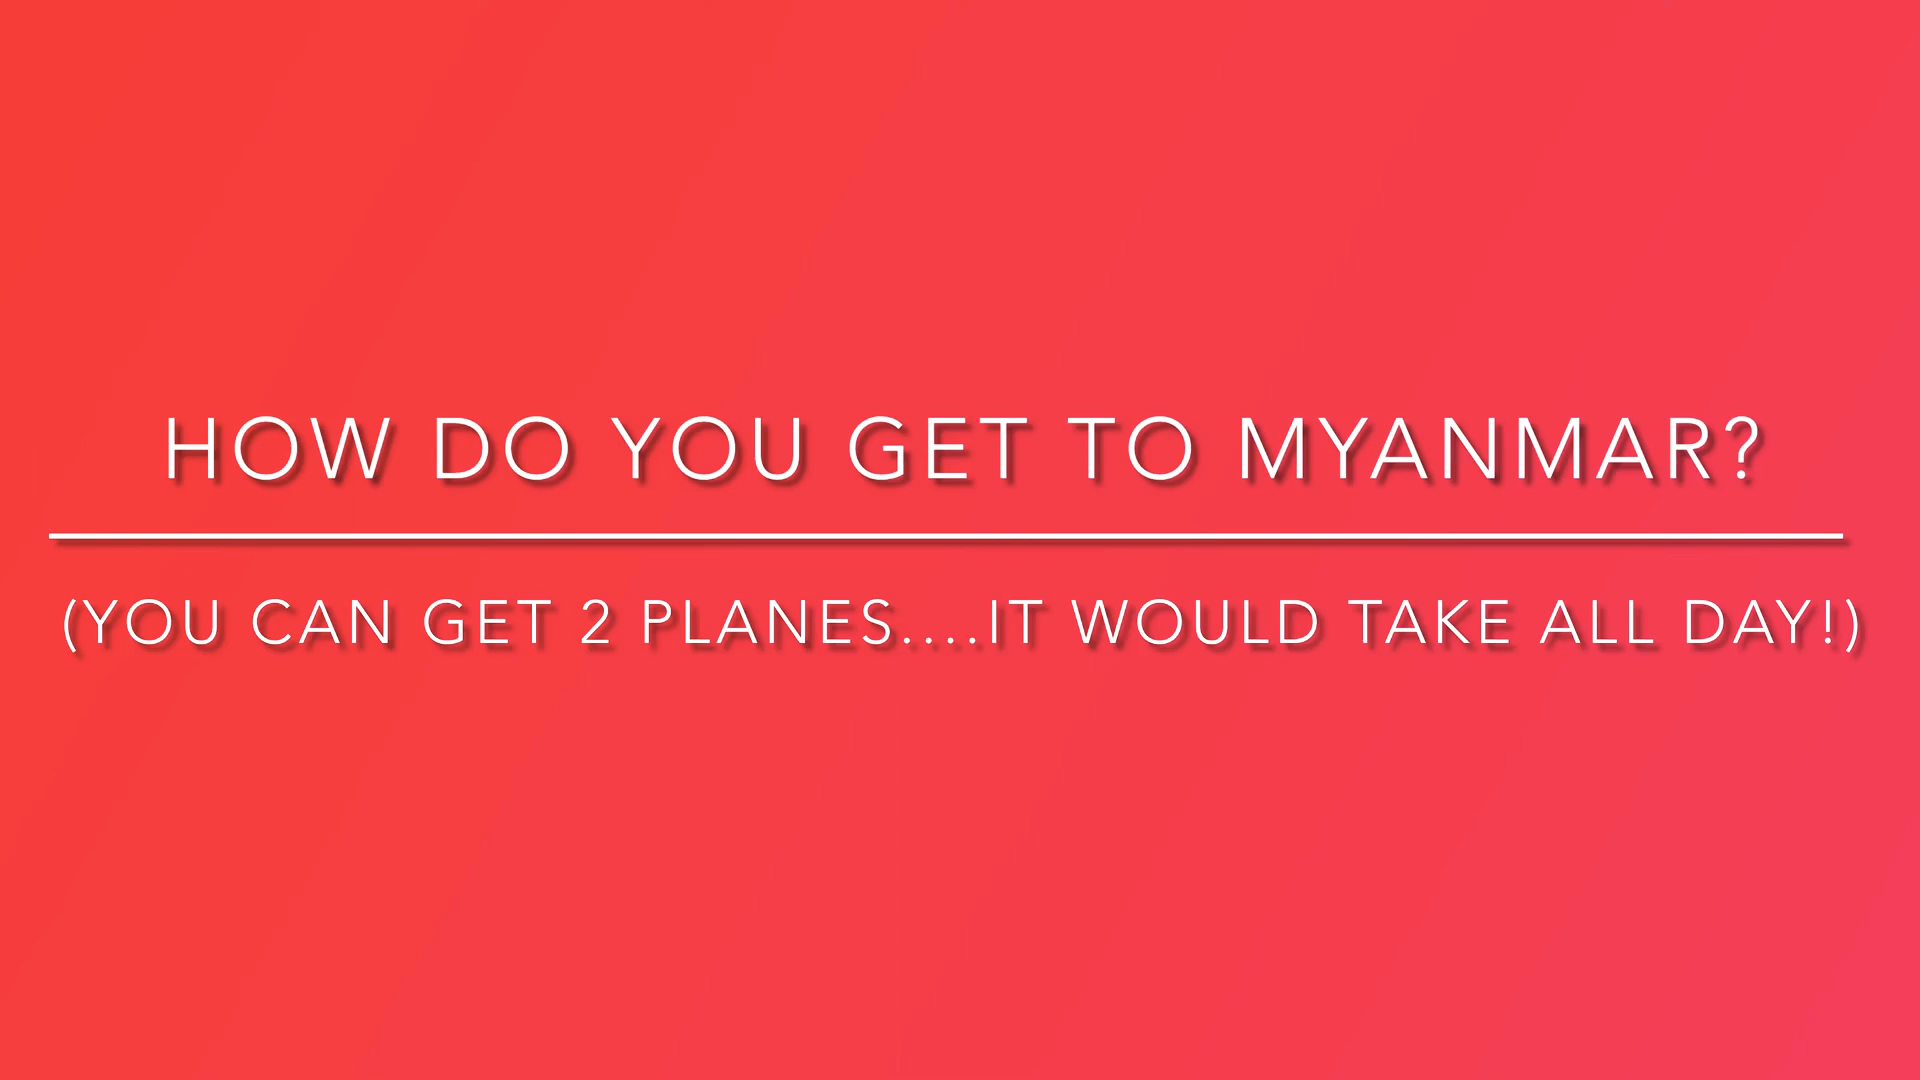 HOW DO YOU GET TO MYANMAR?
(YOU CAN GET 2 PLANES....IT WOULD TAKE ALL DAY!)